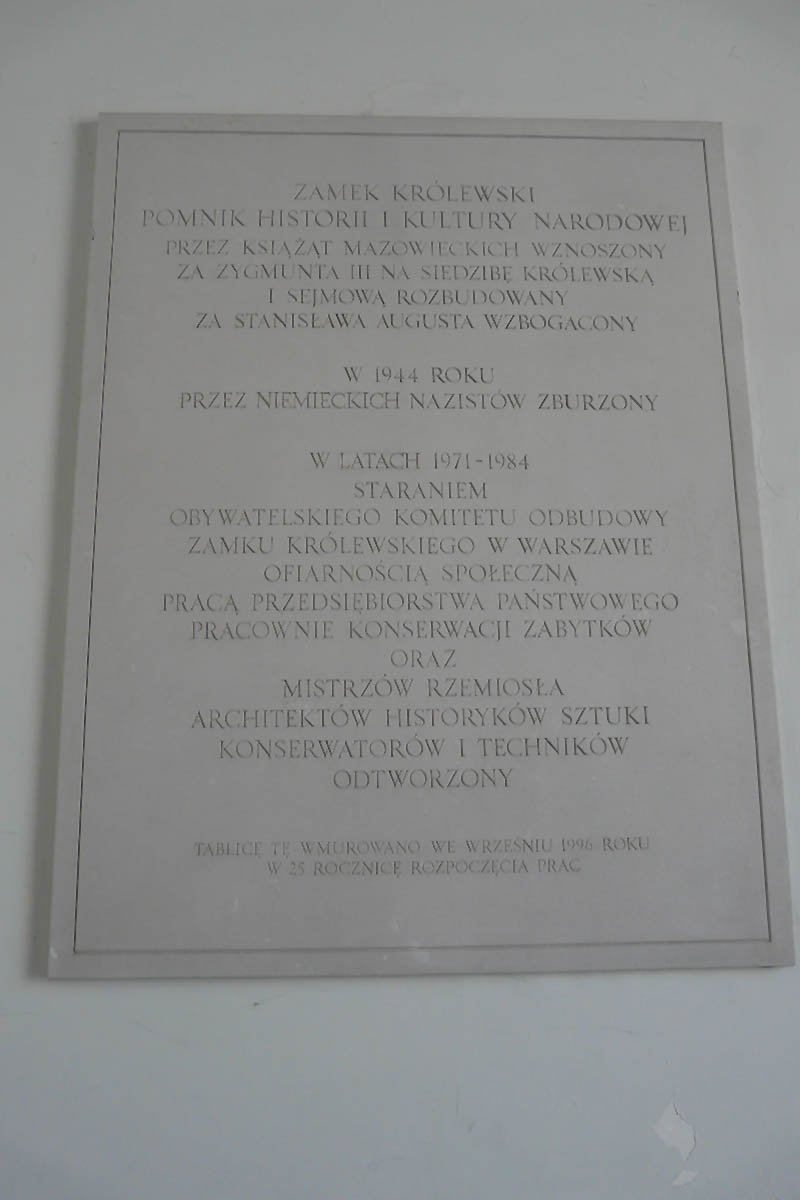 ZAMEK KRÓLEWSKI
POMNIK HISTORII I KULTURY NARODOWEJ
PRZEZ KSIĄŻĄT MAZOWIECKICH WZNOSZONY
ZA ZYGMUNTA III NA SIEDZIBĘ KRÓLEWSKĄ
I SEJMOWĄ ROZBUDOWANY
ZA STANISŁAWA AUGUSTA WZBOGACONY
W 1944 ROKU
PRZEZ NIEMIECKICH NAZISTÓW ZBURZONY
W LATACH 1971-1984
STARANIEM
OBYWATELSKIEGO KOMITETU ODBUDOWY
ZAMKU KRÓLEWSKIEGO W WARSZAWIE
OFIARNOŚCIĄ SPOŁECZNĄ
PRACĄ PRZEDSIĘBIORSTWA PAŃSTWOWEGO
PRACOWNIE KONSERWACJI ZABYTKÓW
ORAZ
MISTRZÓW RZEMIOSŁA
ARCHITEKTÓW HISTORYKÓW SZTUKI
KONSERWATORÓW I TECHNIKÓW
ODTWORZONY
TABLICĘ TĘ WMUROWANO WE WRZEŚNIU 1996 ROKU
W 25 ROCZNICĘ ROZPOCZĘCIA PRAC